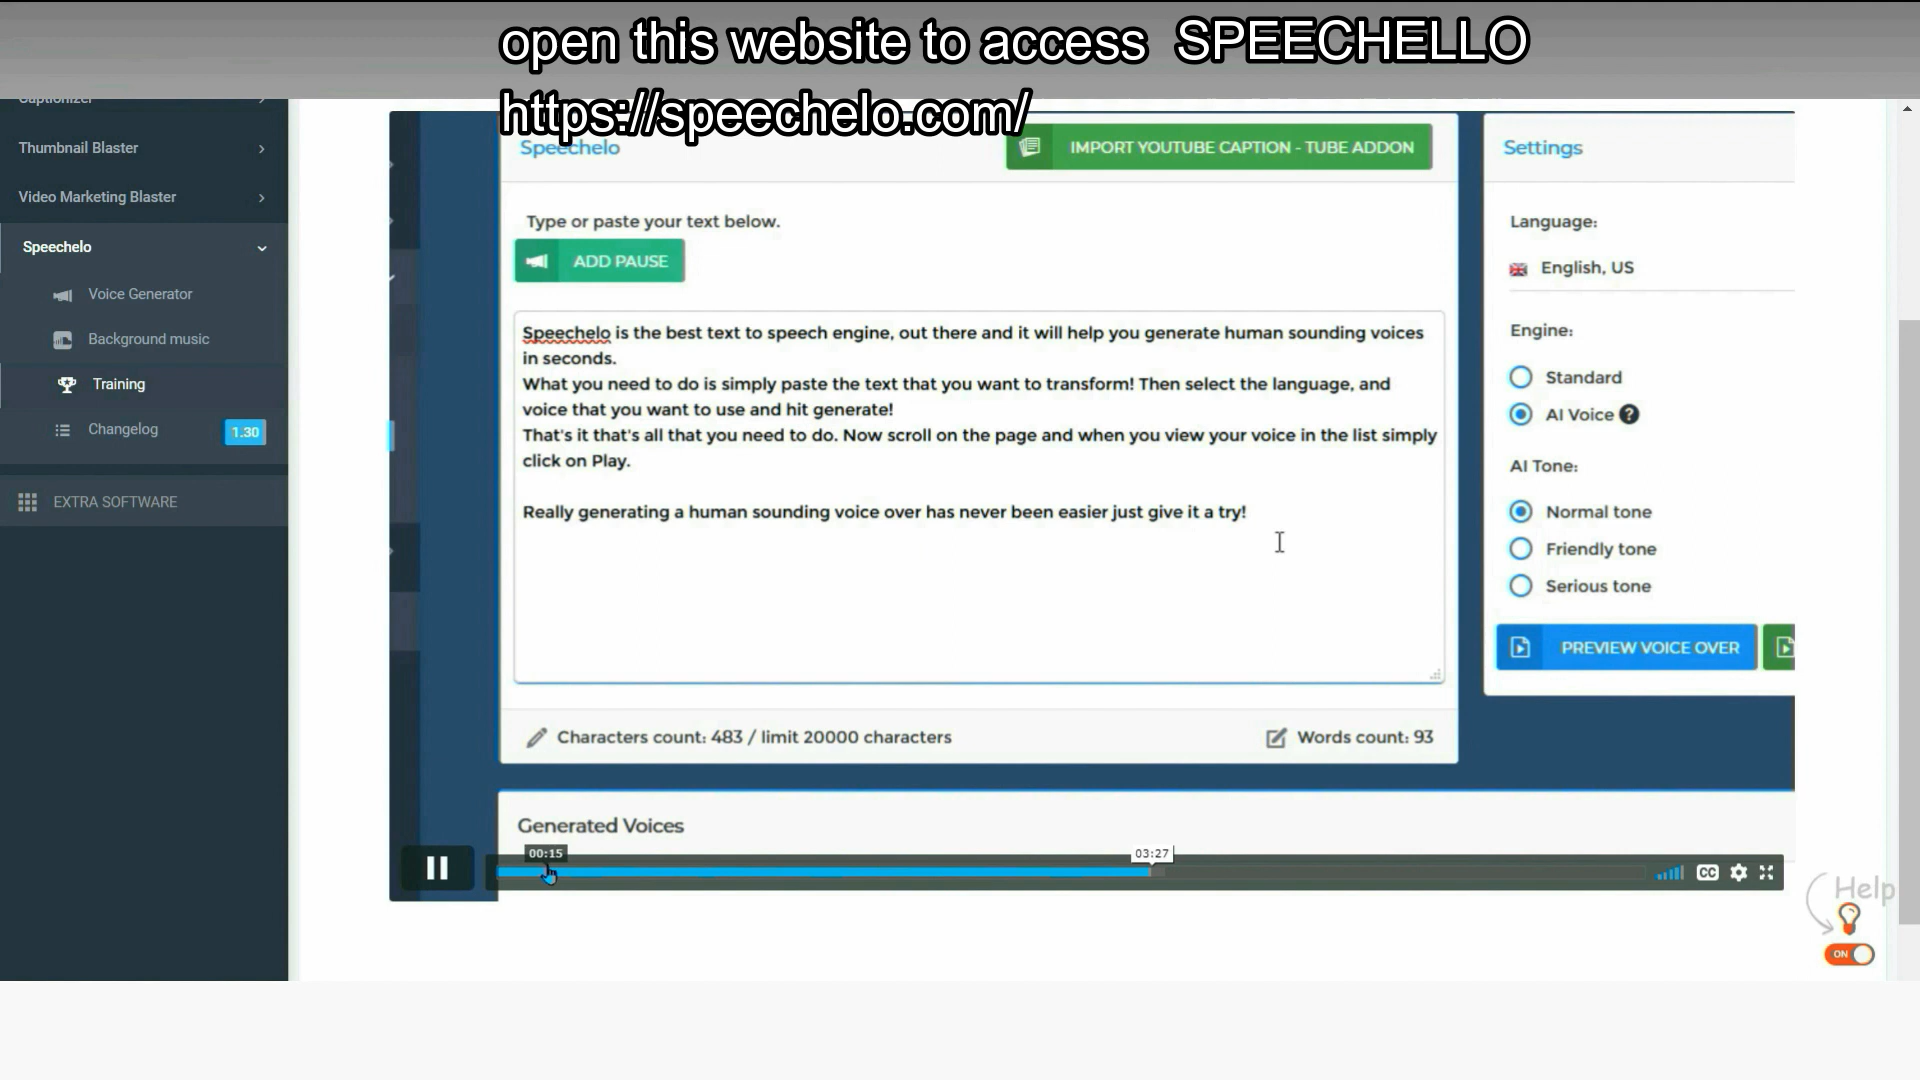 open this website to access SPEECHELLO
https://speechelo.com/
Captionizer
Thumbnail Blaster
Video Marketing Blaster
Speechelo
Voice Generator
Background music
Training
Changelog
1.30
EXTRA SOFTWARE
Speechelo
IMPORT YOUTUBE CAPTION - TUBE ADDON
Type or paste your text below.
ADD PAUSE
Speechelo is the best text to speech engine, out there and it will help you generate human sounding voices
in seconds.
What you need to do is simply paste the text that you want to transform! Then select the language, and
voice that you want to use and hit generate!
That's it that's all that you need to do. Now scroll on the page and when you view your voice in the list simply
click on Play.
Really generating a human sounding voice over has never been easier just give it a try!
Characters count: 483 / limit 20000 characters
Words count: 93
Settings
Language:
English, US
Engine:
Standard
AI Voice ?
AI Tone:
Normal tone
Friendly tone
Serious tone
PREVIEW VOICE OVER
Generated Voices
00:15
03:27
CC
Help
ON